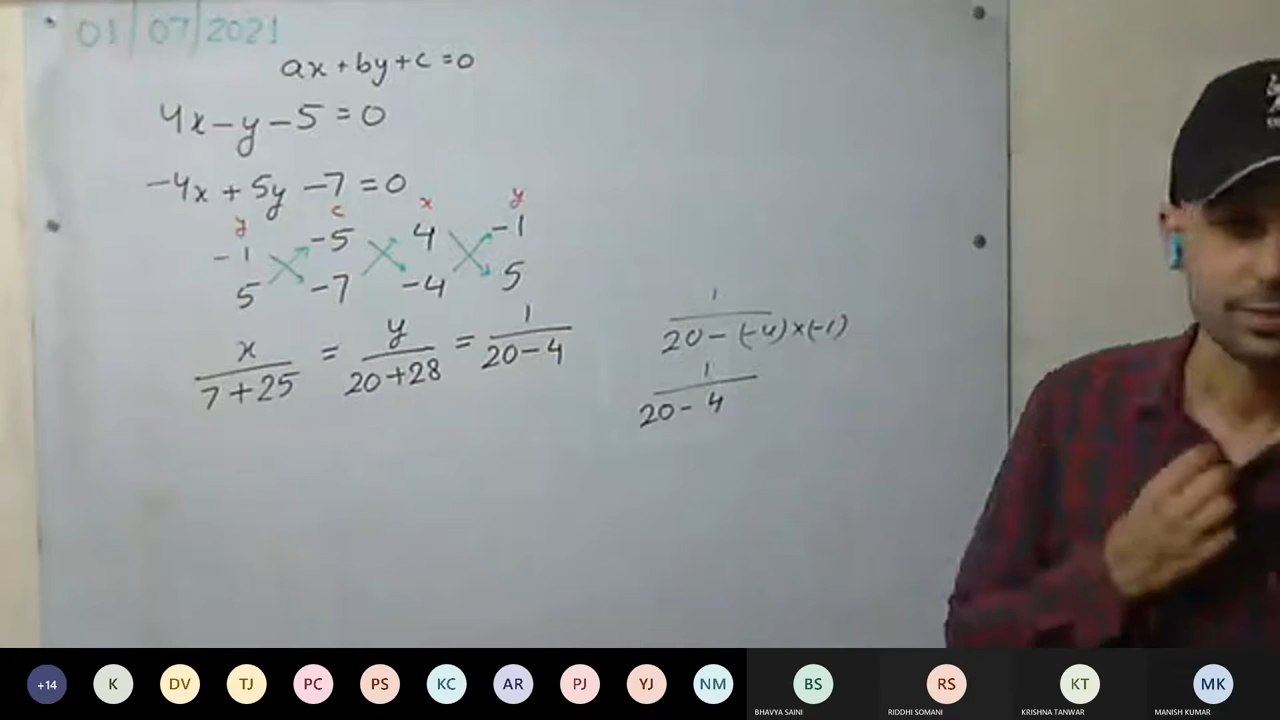 01/07/2021
ax+by+c=0
4x-y-5=0
-4x+5y-7=0
y c x y
-1 -5 4 -1
5 -7 -4 5
x/(7+25) = y/(20+28) = 1/(20-4)
1/(20-(-4)×(-1))
1/(20-4)
+14 K DV TJ PC PS KC AR PJ YJ NM BS RS KT MK
BHAVYA SAINI RIDDHI SOMANI KRISHNA TANWAR MANISH KUMAR